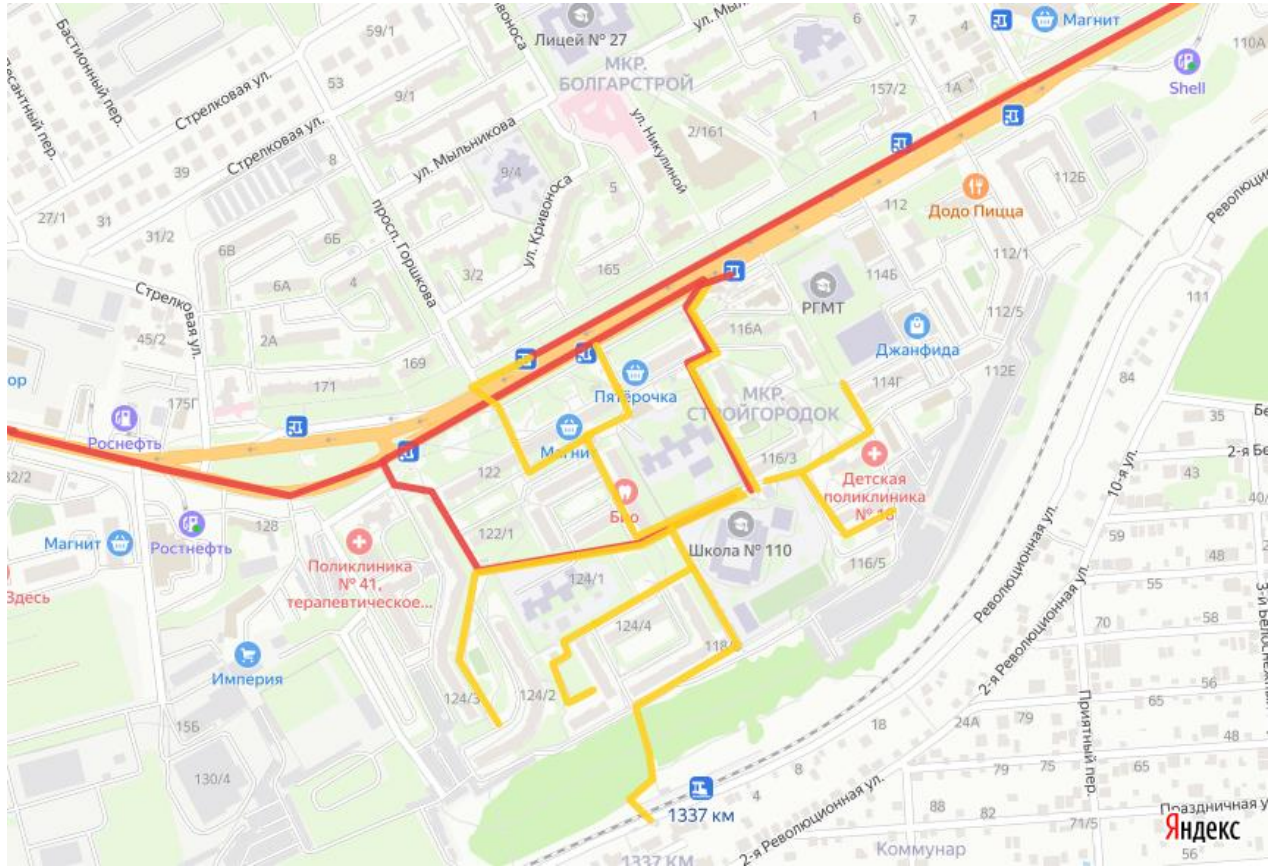 59/1
Лицей № 27
6
7
4
Магнит
110А
Shell
Бастионный пер.
Десантный пер.
53
ул. Кривоноса
ул. Мыльникова
МКР.
БОЛГАРСТРОЙ
Стрелковая ул.
9/1
157/2
1А
1
ул. Никулиной
2/161
Стрелковая ул.
8
ул. Мыльникова
9/4
39
5
112Б
27/1
31
31/2
просп. Горшкова
ул. Кривоноса
112
Додо Пицца
6В
6Б
3/2
165
112/1
6А
4
114Б
Стрелковая ул.
РГМТ
111
45/2
2А
116А
112/5
169
Джанфида
112Е
171
Пятёрочка
МКР.
СТРОЙГОРОДОК
114Г
84
175Г
35
Роснефть
Магнит
122
116/3
Детская
поликлиника
№ 18
43
10-я ул.
128
122/1
Био
59
Магнит
Ростнефть
Школа № 110
48
Поликлиника
№ 41,
терапевтическое...
124/1
116/5
55
Здесь
Революционная ул.
2-я Революционная ул.
70
58
124/4
Империя
124/3
124/2
56
65
15Б
18
24А
79
Приятный пер.
48
130/4
8
79
75
65
4
1337 км
88
82
71/5
Праздничная у
2-я Революционная ул.
Яндекс
1337 КМ
Коммунар
56